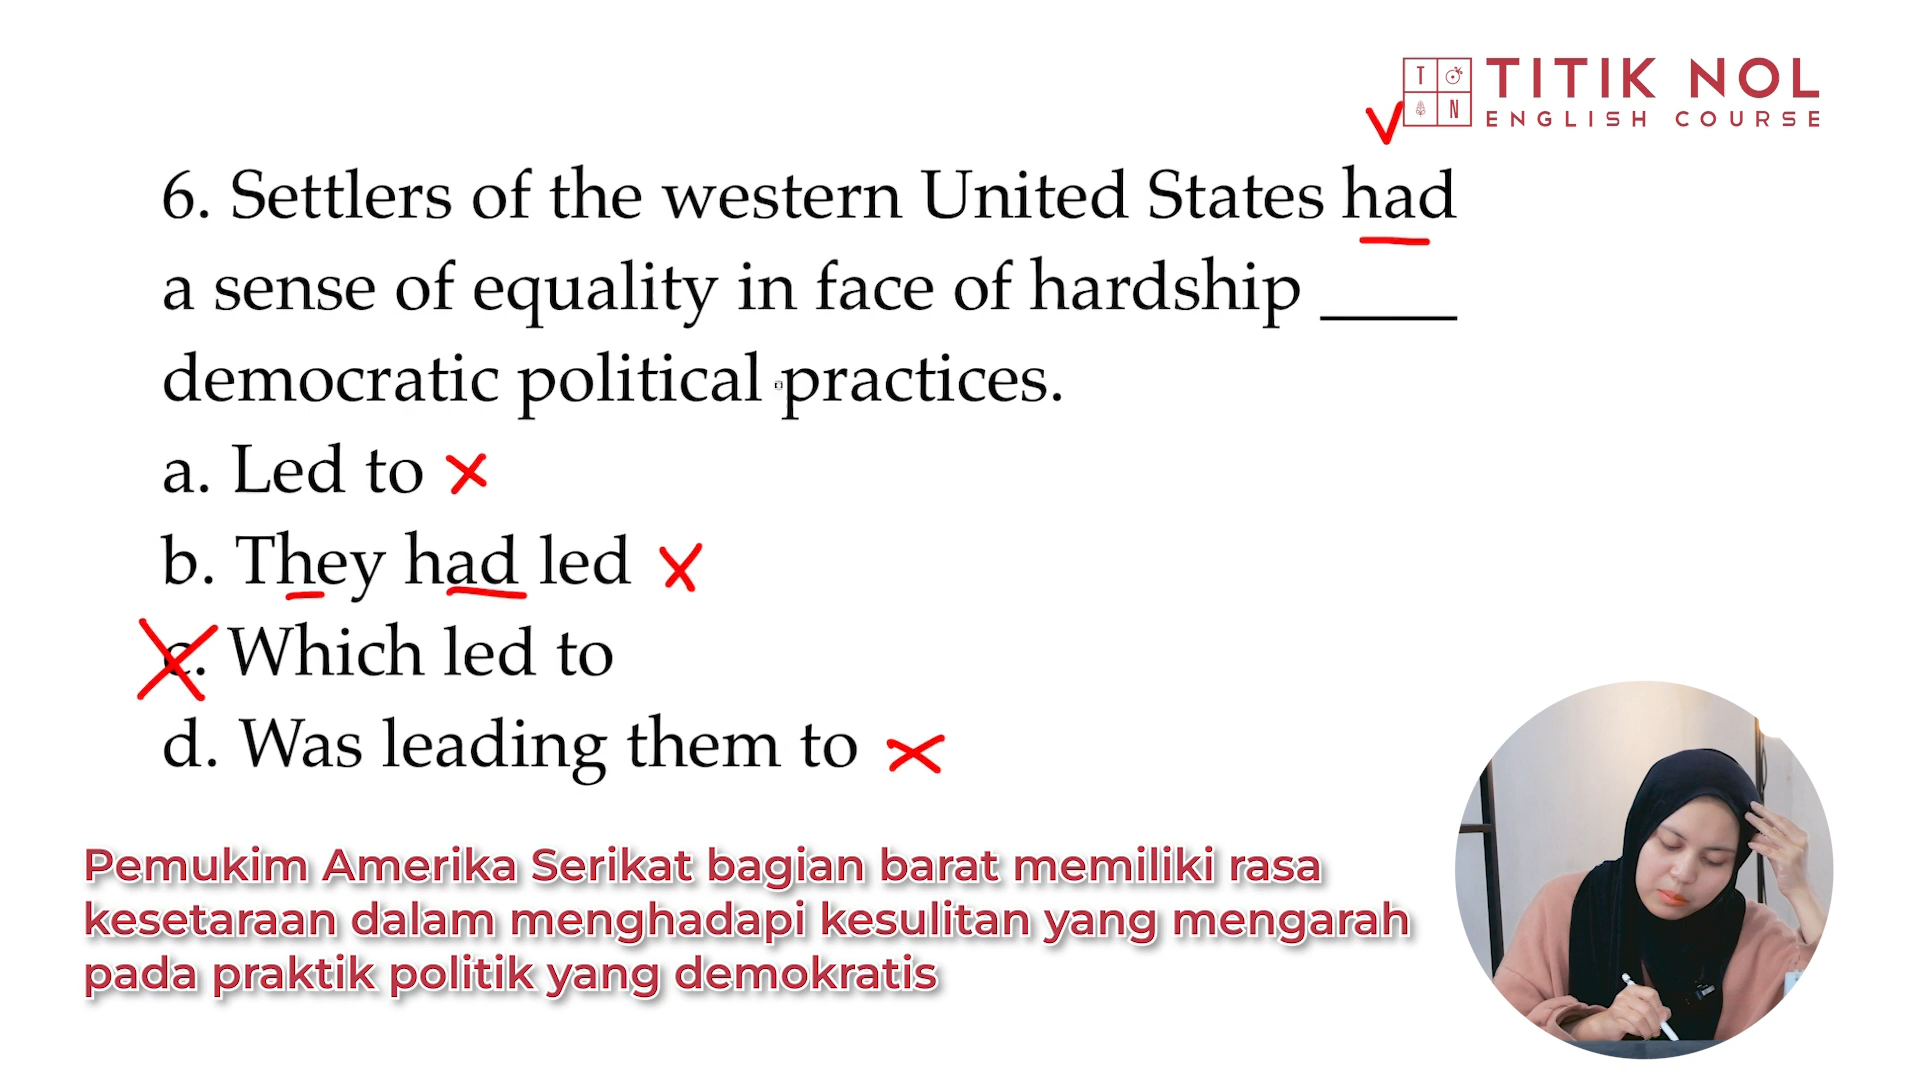 T N
TITIK NOL
ENGLISH COURSE
6. Settlers of the western United States had
a sense of equality in face of hardship ____
democratic political practices.
a. Led to
b. They had led
c. Which led to
d. Was leading them to
Pemukim Amerika Serikat bagian barat memiliki rasa
kesetaraan dalam menghadapi kesulitan yang mengarah
pada praktik politik yang demokratis